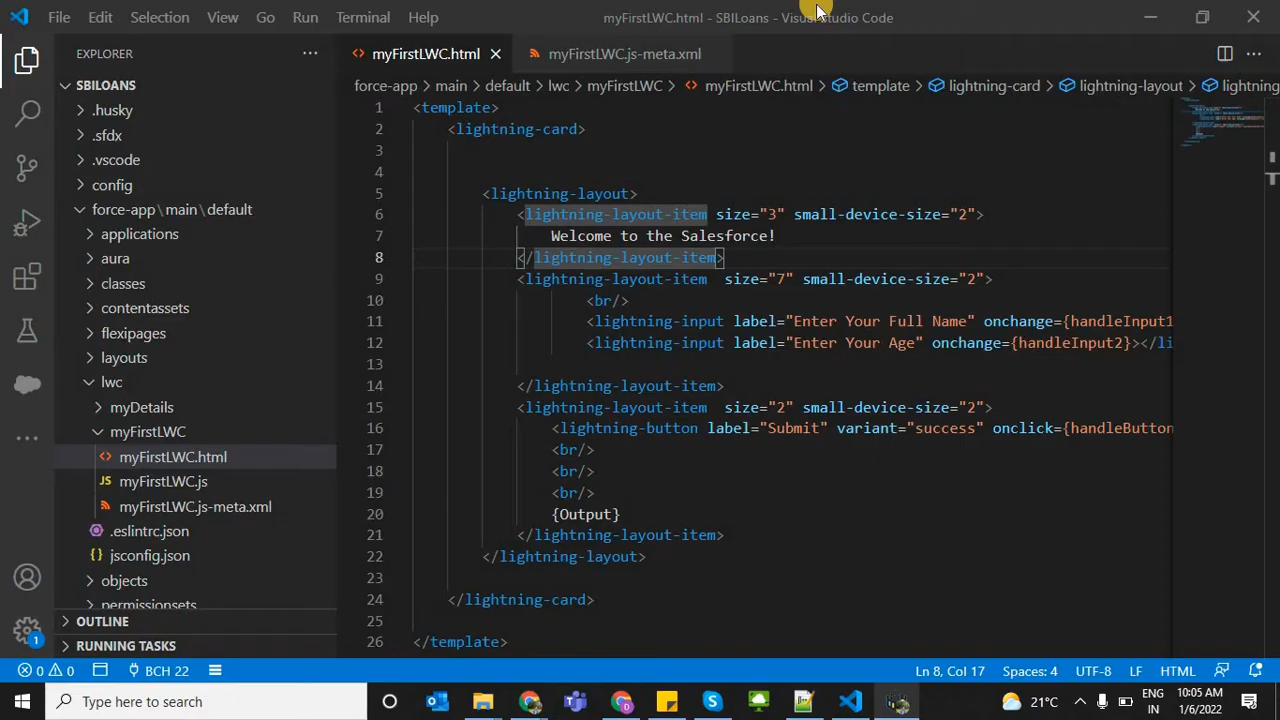 File Edit Selection View Go Run Terminal Help
myFirstLWC.html - SBILoans - Visual Studio Code
EXPLORER
SBILOANS
.husky
.sfdx
.vscode
config
force-app\main\default
applications
aura
classes
contentassets
flexipages
layouts
lwc
myDetails
myFirstLWC
myFirstLWC.html
JS myFirstLWC.js
myFirstLWC.js-meta.xml
.eslintrc.json
{} jsconfig.json
objects
permissionsets
OUTLINE
RUNNING TASKS
myFirstLWC.html myFirstLWC.js-meta.xml
force-app > main > default > lwc > myFirstLWC > myFirstLWC.html > template > lightning-card > lightning-layout > lightning
1 <template>
2 <lightning-card>
3
4
5 <lightning-layout>
6 <lightning-layout-item size="3" small-device-size="2">
7 Welcome to the Salesforce!
8 </lightning-layout-item>
9 <lightning-layout-item  size="7" small-device-size="2">
10 <br/>
11 <lightning-input label="Enter Your Full Name" onchange={handleInput1
12 <lightning-input label="Enter Your Age" onchange={handleInput2}></li
13
14 </lightning-layout-item>
15 <lightning-layout-item  size="2" small-device-size="2">
16 <lightning-button label="Submit" variant="success" onclick={handleButton
17 <br/>
18 <br/>
19 <br/>
20 {Output}
21 </lightning-layout-item>
22 </lightning-layout>
23
24 </lightning-card>
25
26 </template>
1
0 0 BCH 22 Ln 8, Col 17 Spaces: 4 UTF-8 LF HTML
Type here to search
21°C
ENG
IN
10:05 AM
1/6/2022